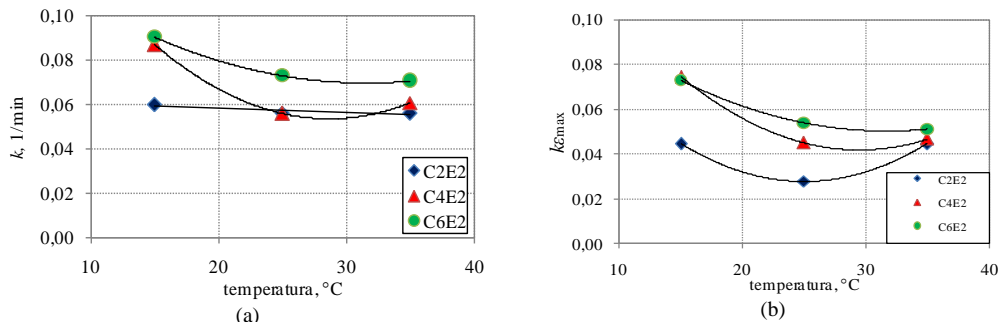 (a)
0,10
0,08
0,06
0,04
0,02
0,00
k, 1/min
C2E2
C4E2
C6E2
10
20
30
40
temperatura, °C
(a)
(b)
0,10
0,08
0,06
0,04
0,02
0,00
kεmax
C2E2
C4E2
C6E2
10
20
30
40
temperatura, °C
(b)